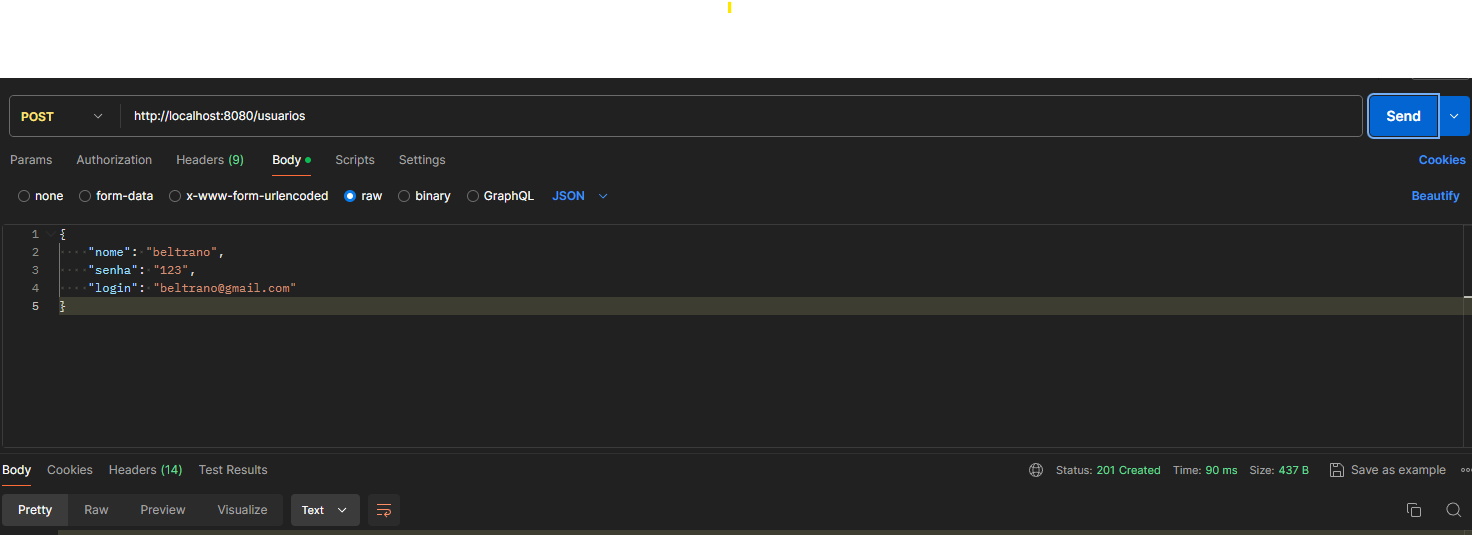 POST http://localhost:8080/usuarios Send
Params Authorization Headers (9) Body Scripts Settings Cookies
none form-data x-www-form-urlencoded raw binary GraphQL JSON Beautify
1 {
2 "nome": "beltrano",
3 "senha": "123",
4 "login": "beltrano@gmail.com"
5 }
Body Cookies Headers (14) Test Results Status: 201 Created Time: 90 ms Size: 437 B Save as example
Pretty Raw Preview Visualize Text